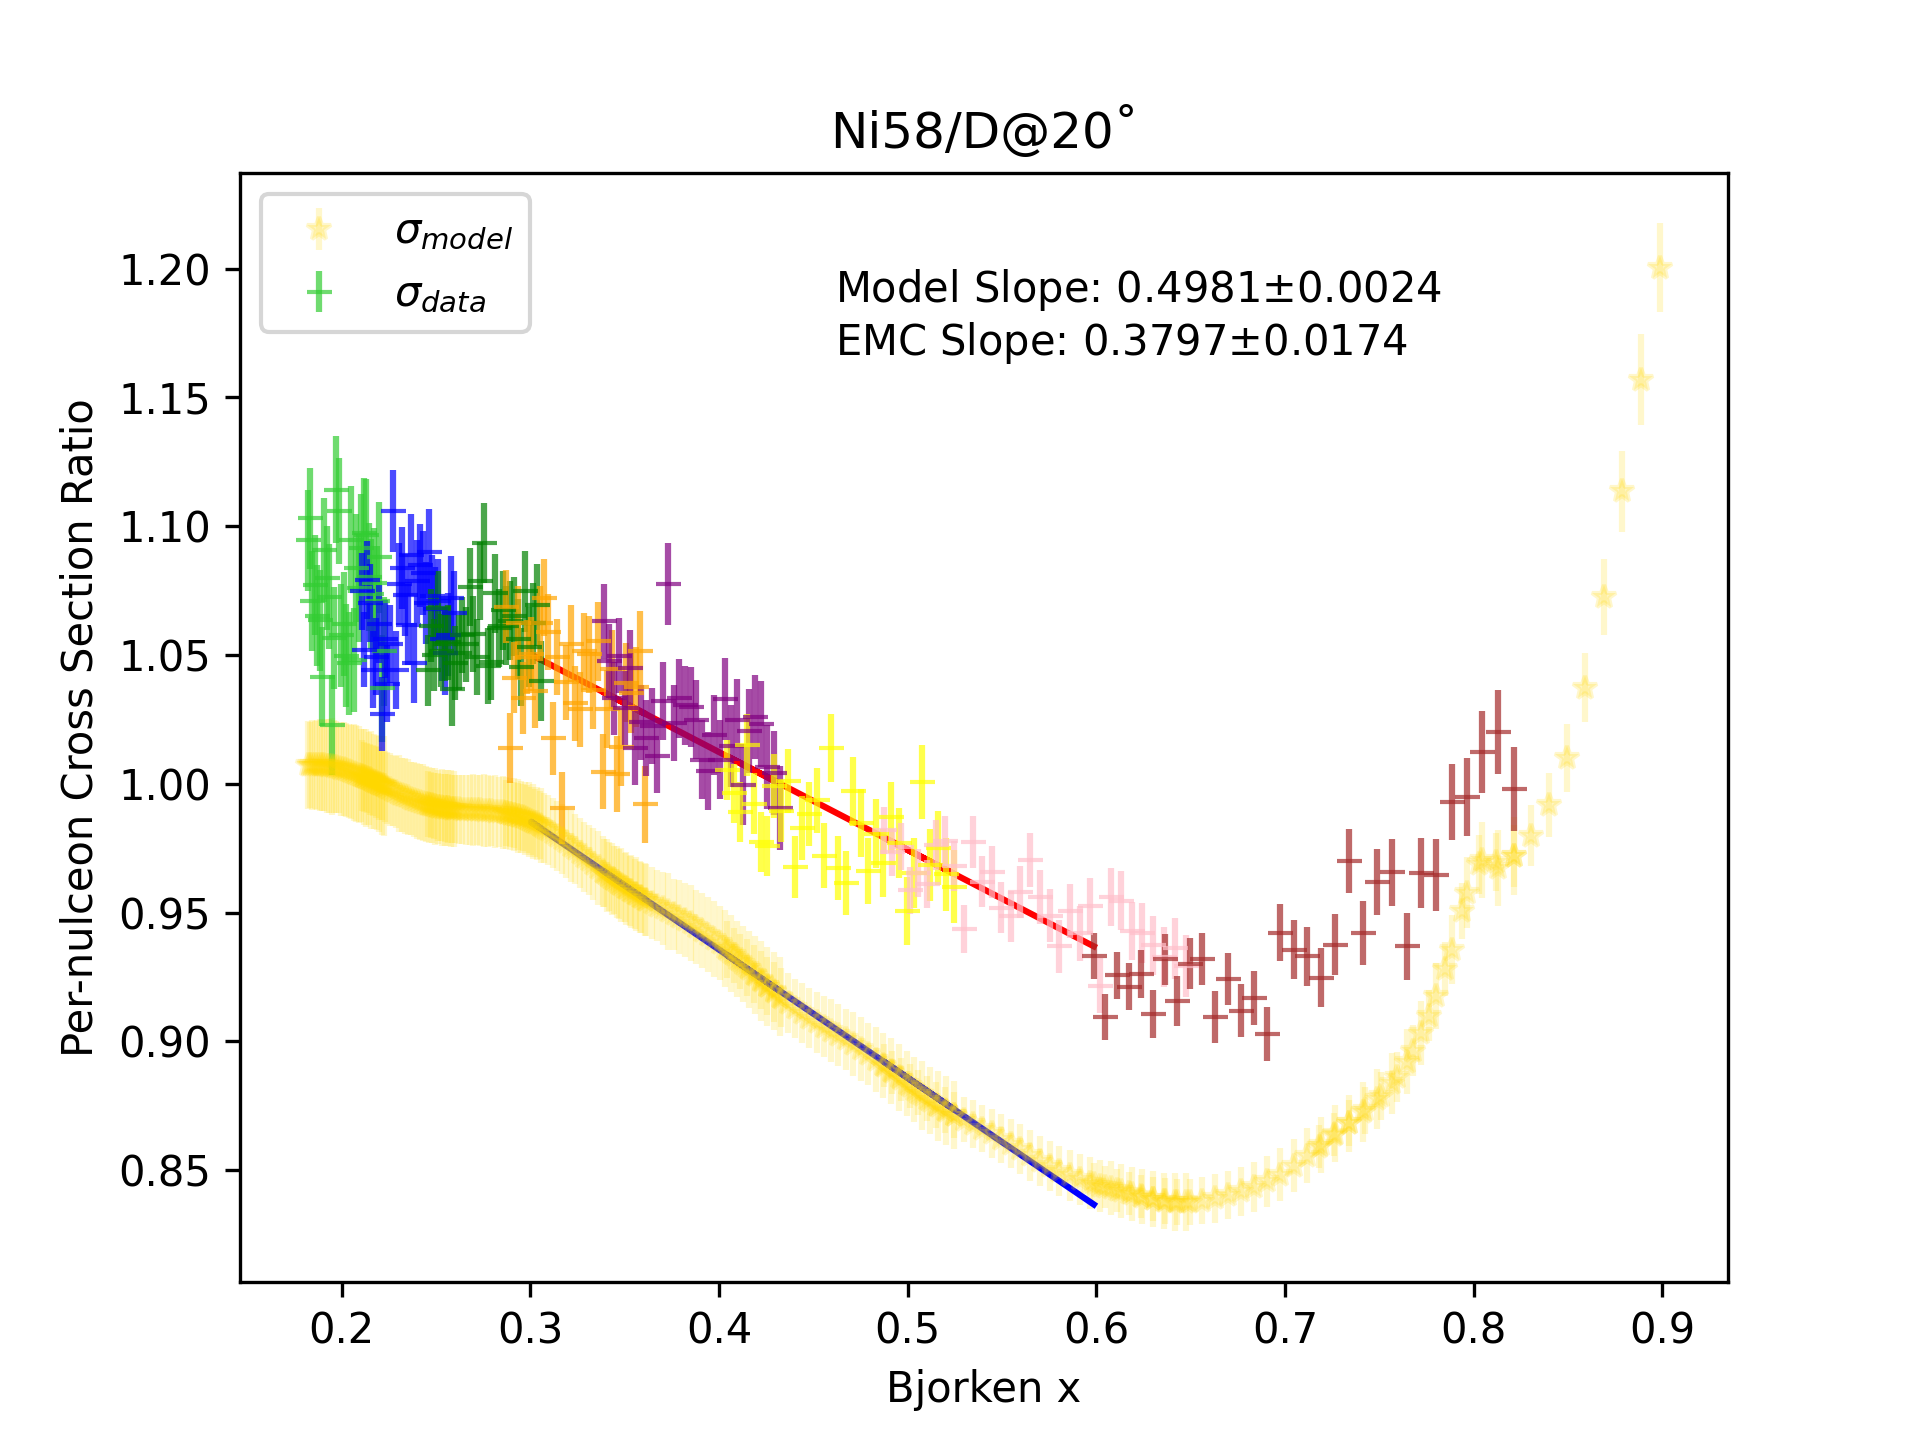 Ni58/D@20˚
σmodel
σdata
Model Slope: 0.4981±0.0024
EMC Slope: 0.3797±0.0174
Per-nulceon Cross Section Ratio
1.20
1.15
1.10
1.05
1.00
0.95
0.90
0.85
0.2 0.3 0.4 0.5 0.6 0.7 0.8 0.9
Bjorken x